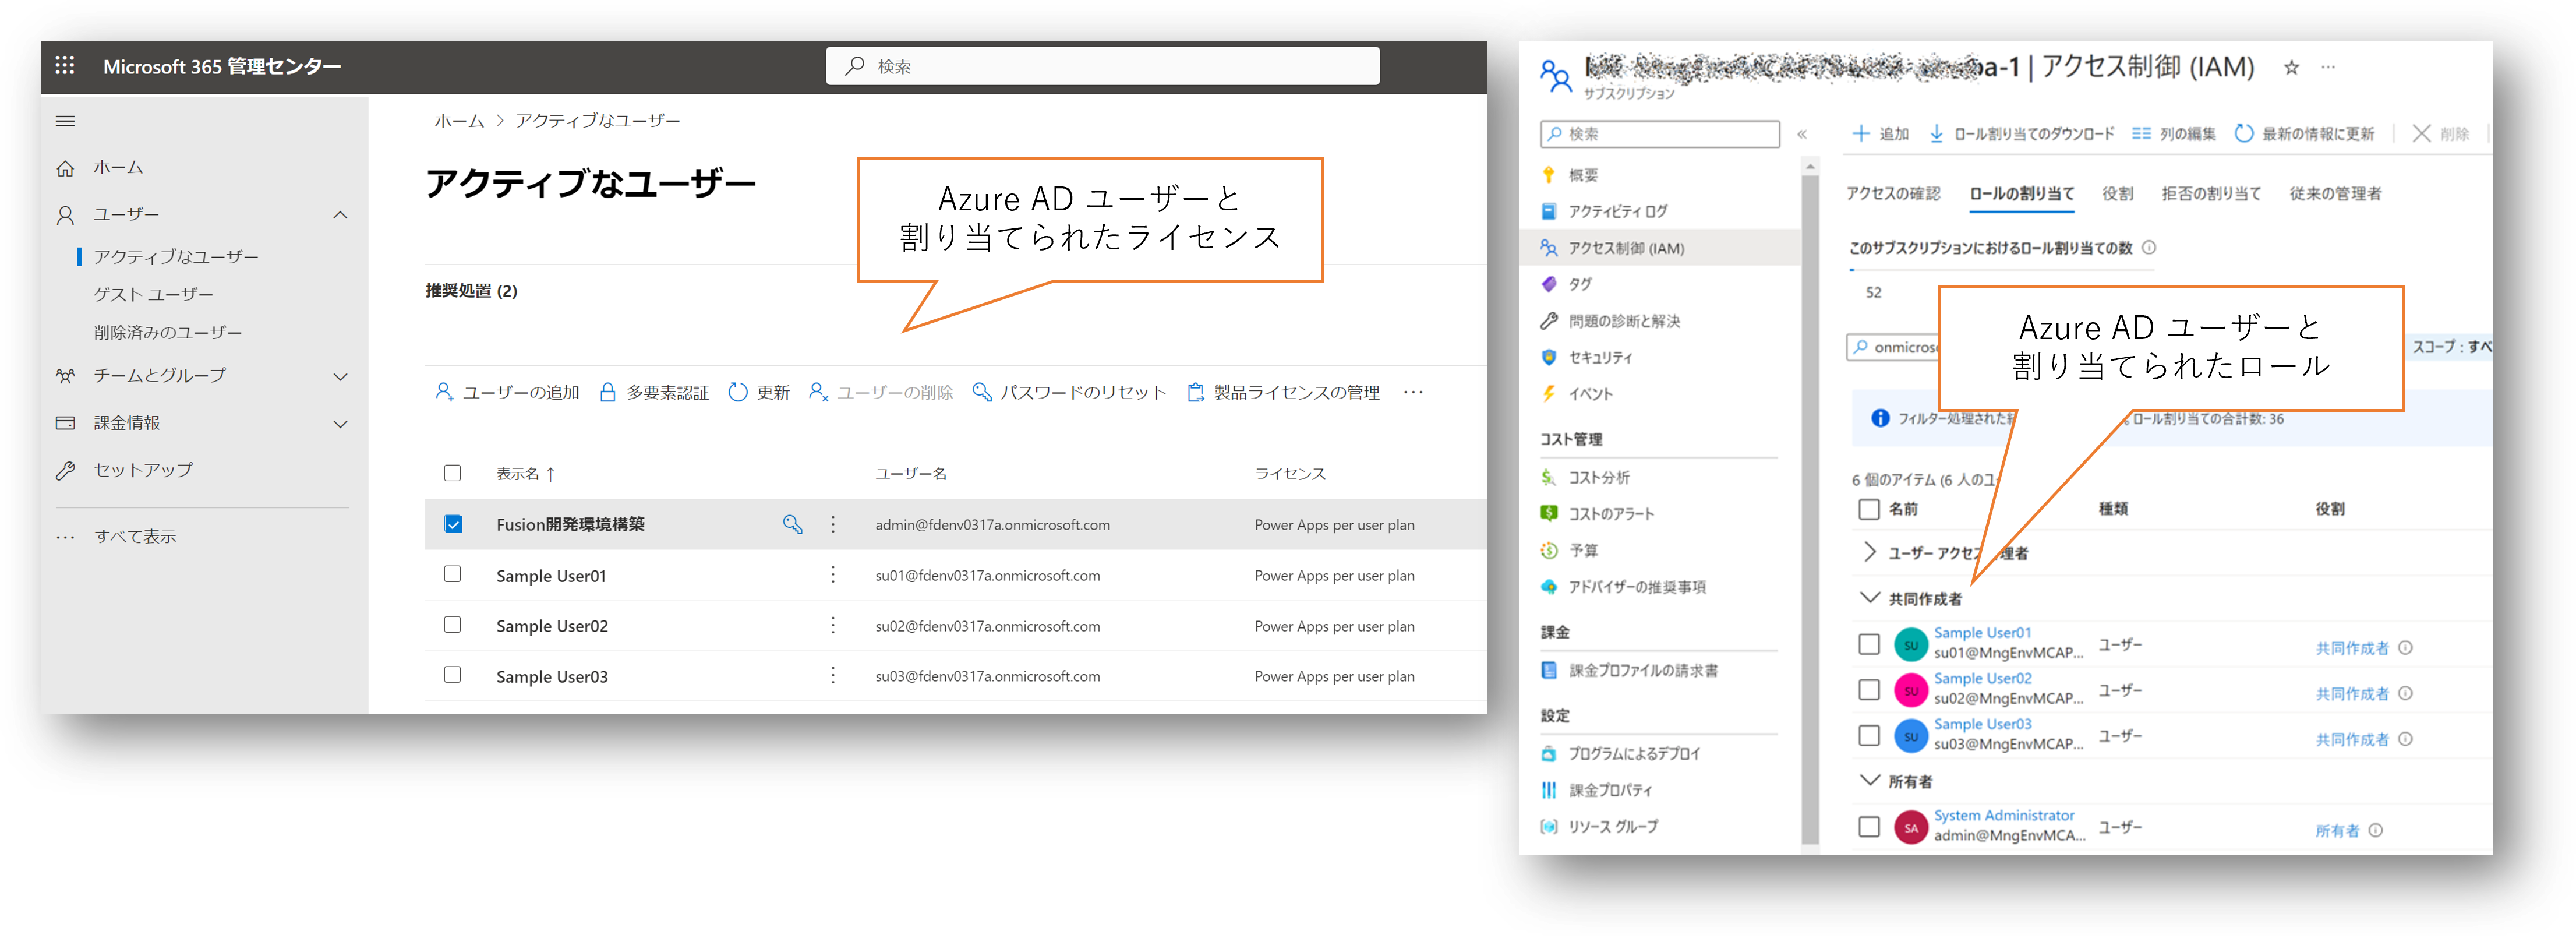 Microsoft 365 管理センター
検索
ホーム
ユーザー
アクティブなユーザー
ゲスト ユーザー
削除済みのユーザー
チームとグループ
課金情報
セットアップ
すべて表示
ホーム > アクティブなユーザー
アクティブなユーザー
Azure AD ユーザーと
割り当てられたライセンス
推奨処置 (2)
ユーザーの追加 多要素認証 更新 ユーザーの削除 パスワードのリセット 製品ライセンスの管理 …
表示名 ↑ ユーザー名 ライセンス
Fusion開発環境構築 admin@fdenv0317a.onmicrosoft.com Power Apps per user plan
Sample User01 su01@fdenv0317a.onmicrosoft.com Power Apps per user plan
Sample User02 su02@fdenv0317a.onmicrosoft.com Power Apps per user plan
Sample User03 su03@fdenv0317a.onmicrosoft.com Power Apps per user plan
pa-1 | アクセス制御 (IAM) …
サブスクリプション
検索 «
概要
アクティビティ ログ
アクセス制御 (IAM)
タグ
問題の診断と解決
セキュリティ
イベント
コスト管理
コスト分析
コストのアラート
予算
アドバイザーの推奨事項
課金
課金プロファイルの請求書
設定
プログラムによるデプロイ
課金プロパティ
リソース グループ
追加 ロール割り当てのダウンロード 列の編集 最新の情報に更新 削除
アクセスの確認 ロールの割り当て 役割 拒否の割り当て 従来の管理者
このサブスクリプションにおけるロール割り当ての数
52
onmicros
スコープ : すべ
Azure AD ユーザーと
割り当てられたロール
フィルター処理された ロール割り当ての合計数: 36
6 個のアイテム (6 人のユ
名前 種類 役割
ユーザー アクセス 理者
共同作成者
SU Sample User01
su01@MngEnvMCAP... ユーザー 共同作成者
SU Sample User02
su02@MngEnvMCAP... ユーザー 共同作成者
SU Sample User03
su03@MngEnvMCAP... ユーザー 共同作成者
所有者
SA System Administrator
admin@MngEnvMCA... ユーザー 所有者